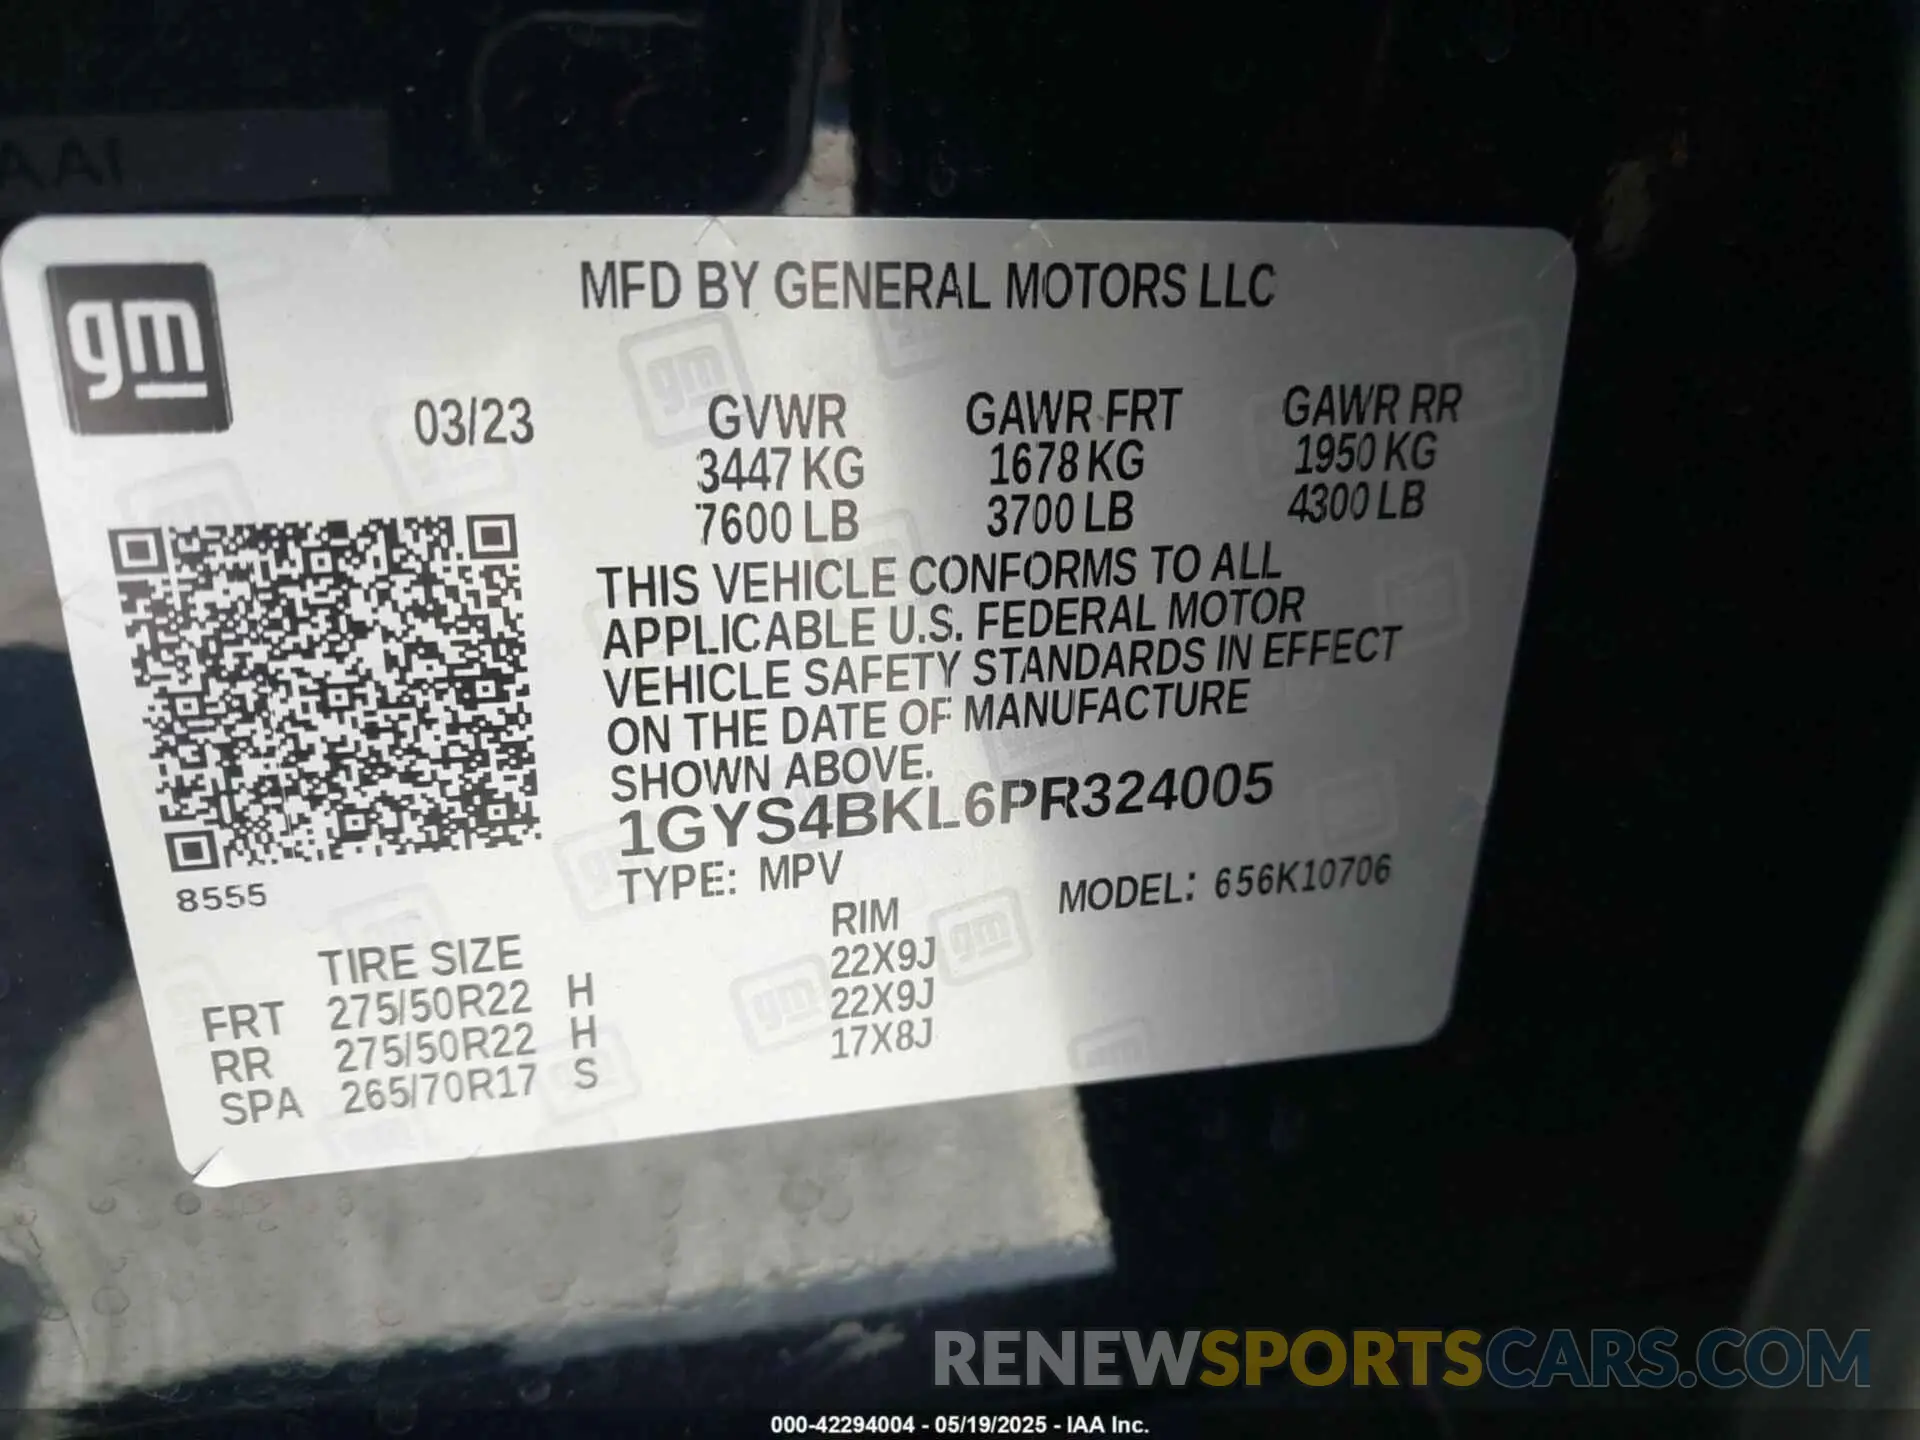 gm
MFD BY GENERAL MOTORS LLC
03/23
GVWR GAWR FRT GAWR RR
3447 KG 1678 KG 1950 KG
7600 LB 3700 LB 4300 LB
THIS VEHICLE CONFORMS TO ALL
APPLICABLE U.S. FEDERAL MOTOR
VEHICLE SAFETY STANDARDS IN EFFECT
ON THE DATE OF MANUFACTURE
SHOWN ABOVE.
1GYS4BKL6PR324005
8555
TYPE: MPV MODEL: 656K10706
TIRE SIZE RIM
FRT 275/50R22 H 22X9J
RR 275/50R22 H 22X9J
SPA 265/70R17 S 17X8J
RENEWSPORTSCARS.COM
000-42294004 - 05/19/2025 - IAA Inc.